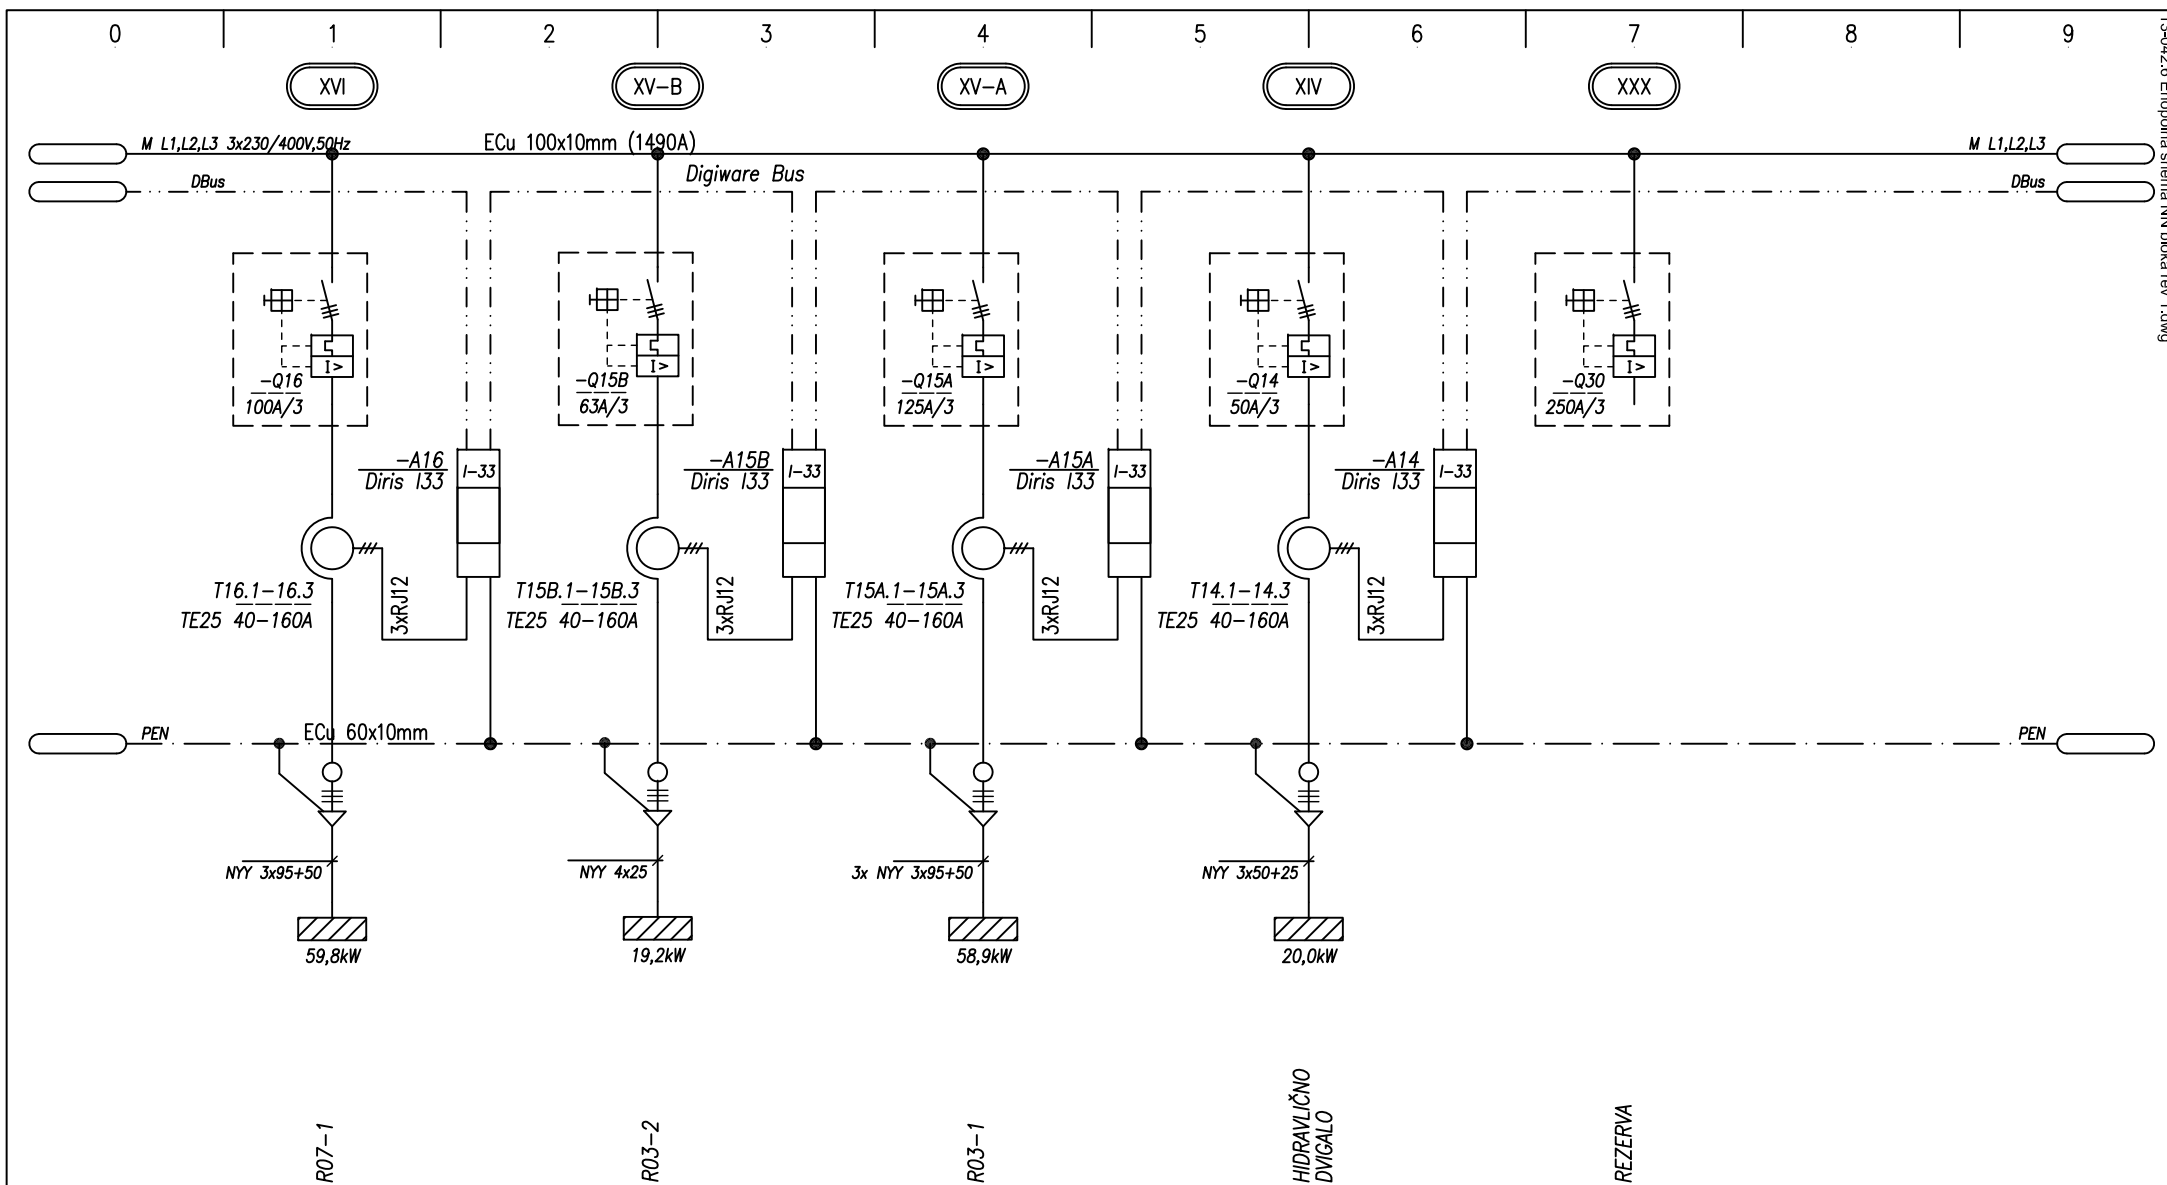 0 1 2 3 4 5 6 7 8 9
XVI XV-B XV-A XIV XXX
M L1,L2,L3 3x230/400V,50Hz ECu 100x10mm (1490A) M L1,L2,L3
DBus Digiware Bus DBus
I> I> I> I> I>
-Q16 -Q15B -Q15A -Q14 -Q30
100A/3 63A/3 125A/3 50A/3 250A/3
-A16 I-33 -A15B I-33 -A15A I-33 -A14 I-33
Diris I33 Diris I33 Diris I33 Diris I33
T16.1-16.3 T15B.1-15B.3 T15A.1-15A.3 T14.1-14.3
TE25 40-160A TE25 40-160A TE25 40-160A TE25 40-160A
3xRJ12 3xRJ12 3xRJ12 3xRJ12
PEN ECu 60x10mm PEN
NYY 3x95+50 NYY 4x25 3x NYY 3x95+50 NYY 3x50+25
59,8kW 19,2kW 58,9kW 20,0kW
R07-1
R03-2
R03-1
HIDRAVLIČNO
DVIGALO
REZERVA